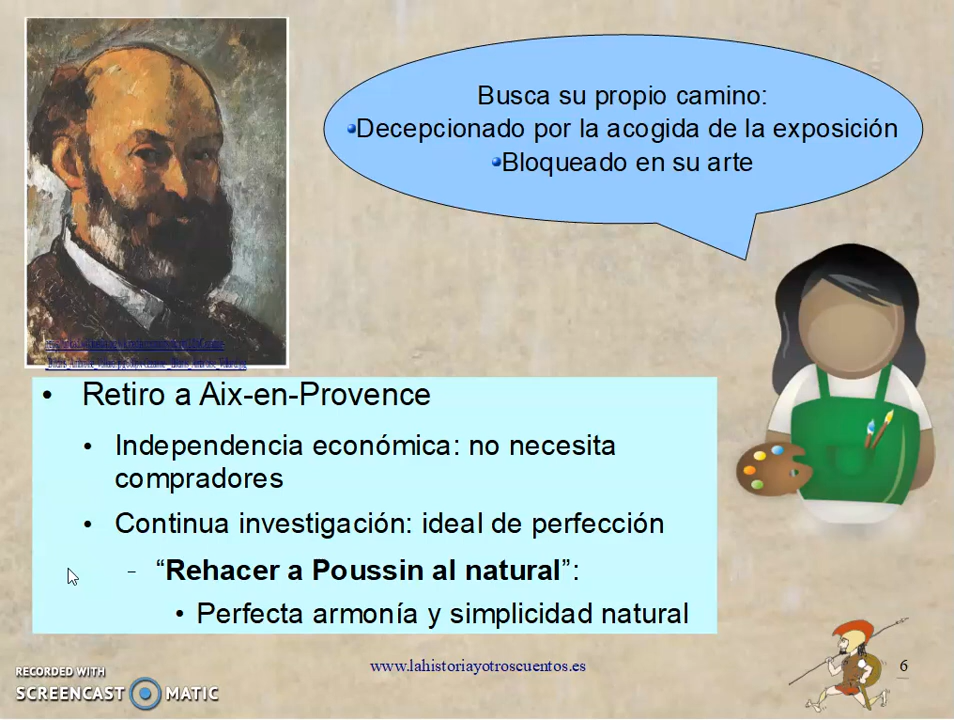 Busca su propio camino:
Decepcionado por la acogida de la exposición
Bloqueado en su arte
Retiro a Aix-en-Provence
Independencia económica: no necesita
compradores
Continua investigación: ideal de perfección
“Rehacer a Poussin al natural”:
Perfecta armonía y simplicidad natural
www.lahistoriayotroscuentos.es
6
RECORDED WITH
SCREENCAST MATIC